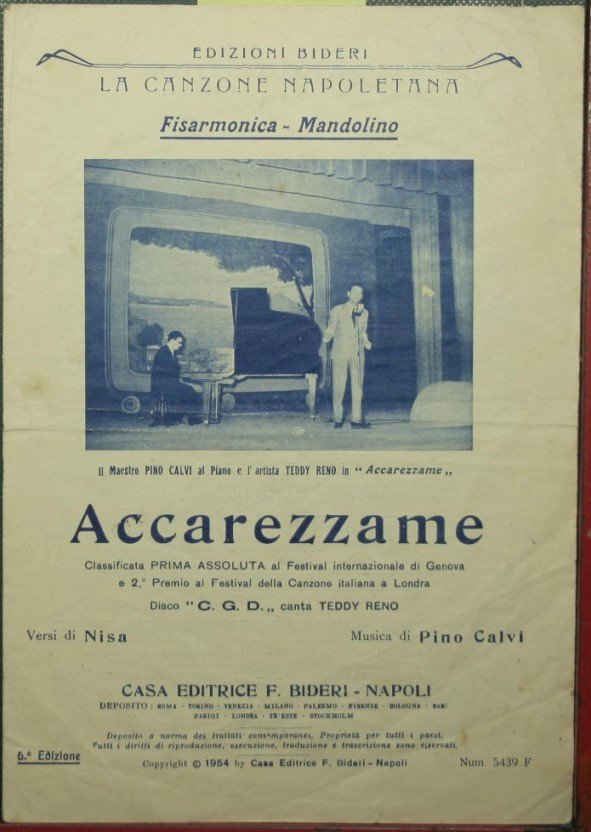 EDIZIONI BIDERI
LA CANZONE NAPOLETANA
Fisarmonica - Mandolino
Il Maestro PINO CALVI al Piano e l'artista TEDDY RENO in " Accarezzame „
Accarezzame
Classificata PRIMA ASSOLUTA al Festival internazionale di Genova
e 2.° Premio al Festival della Canzone italiana a Londra
Disco " C. G. D. „ canta TEDDY RENO
Versi di Nisa
Musica di Pino Calvi
CASA EDITRICE F. BIDERI - NAPOLI
DEPOSITO : ROMA - TORINO - VENEZIA - MILANO - PALERMO - FIRENZE - BOLOGNA - BARI
PARIGI - LONDRA - TRIESTE - STOCKHOLM
Deposito a norma dei trattati contemporanei. Proprietà per tutti i paesi.
Tutti i diritti di riproduzione, esecuzione, traduzione e trascrizione sono riservati.
6.ª Edizione
Copyright © 1954 by Casa Editrice F. Bideri - Napoli
Num. 5439 F